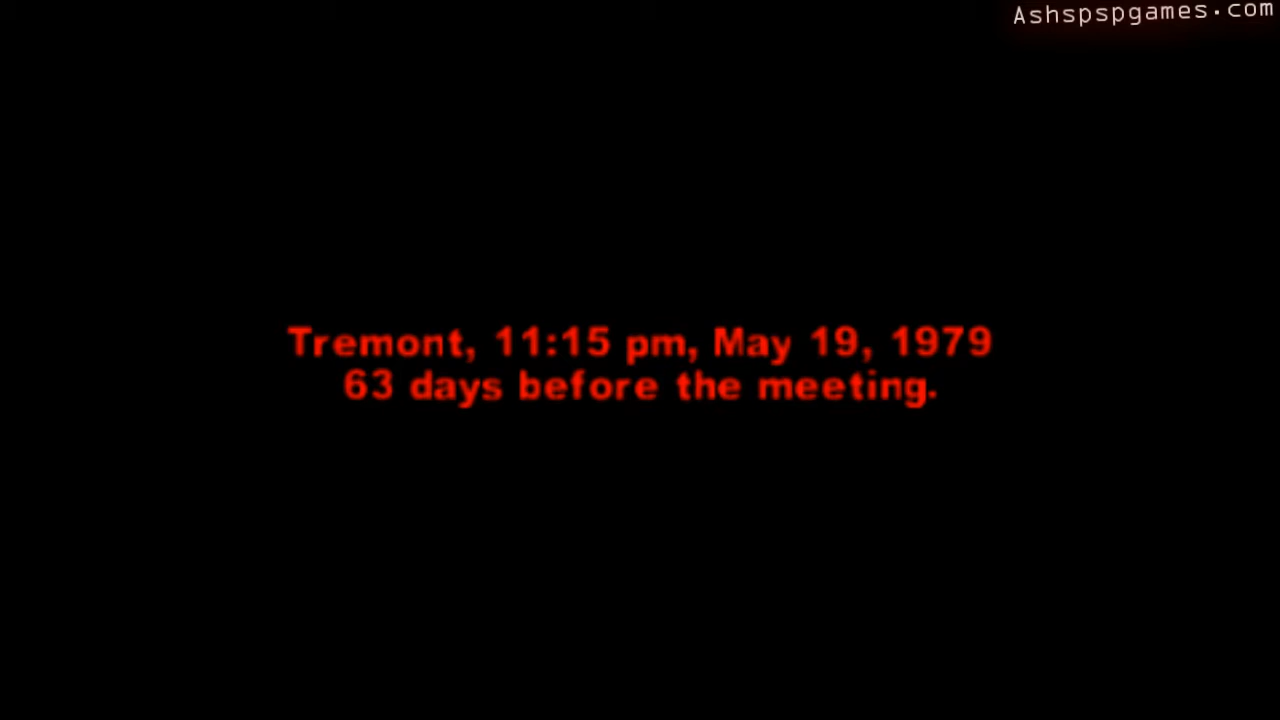 Ashspspgames.com
Tremont, 11:15 pm, May 19, 1979
63 days before the meeting.